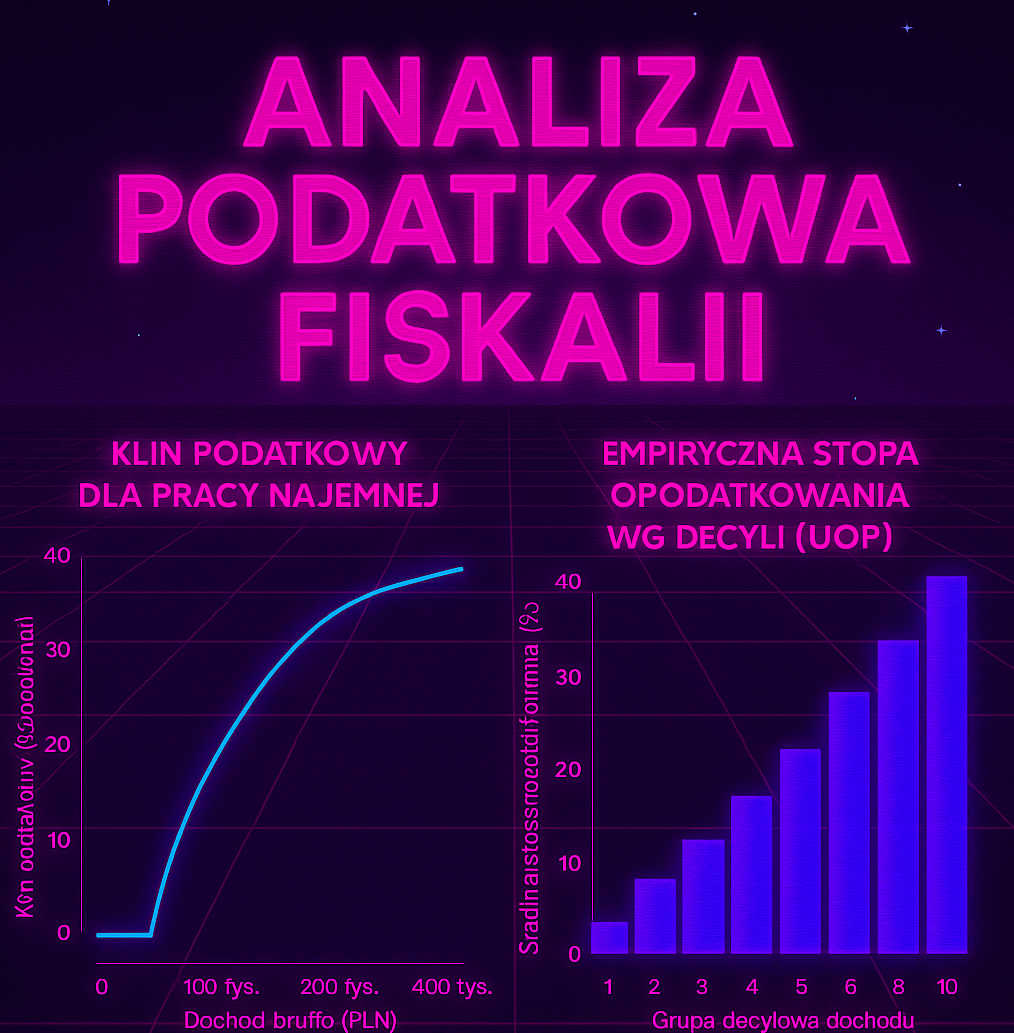 ANALIZA
PODATKOWA
FISKALII
KLIN PODATKOWY
DLA PRACY NAJEMNEJ
40
30
20
10
0
0 100 fys. 200 fys. 400 tys.
Dochod bruffo (PLN)
EMPIRYCZNA STOPA
OPODATKOWANIA
WG DECYLI (UOP)
40
30
20
10
0
1 2 3 4 5 6 8 10
Grupa decylowa dochodu